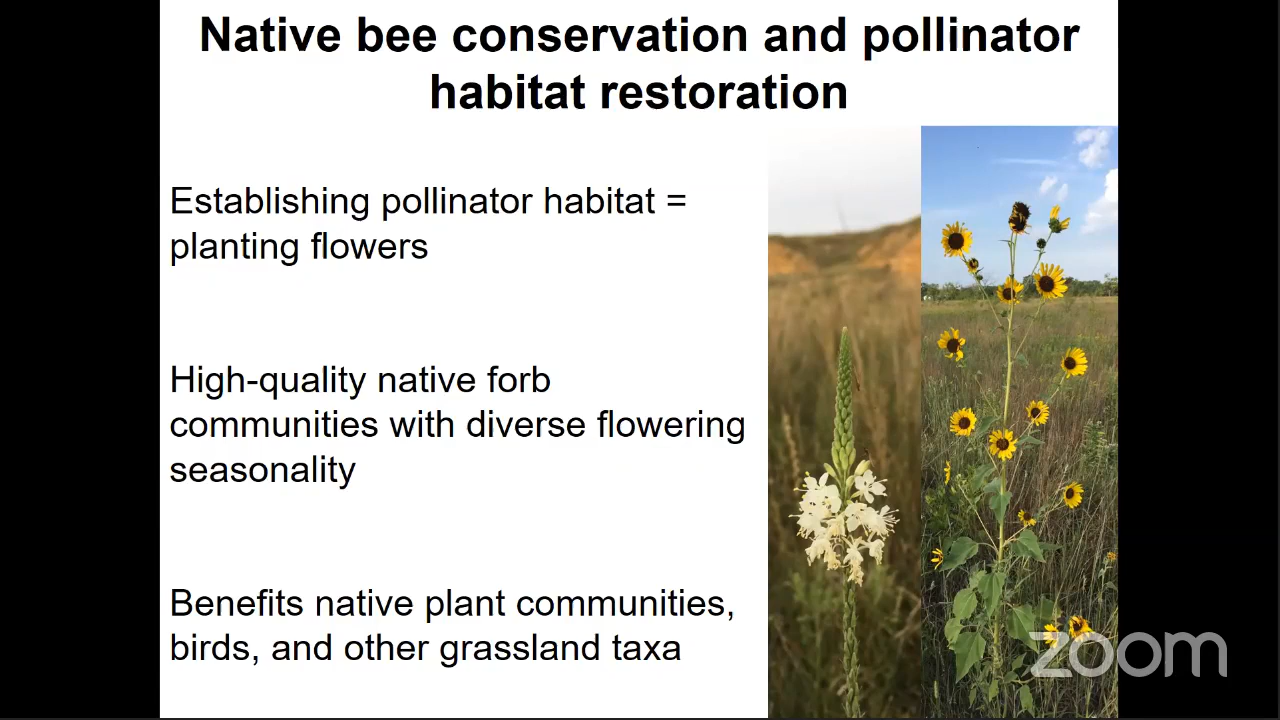 Native bee conservation and pollinator
habitat restoration
Establishing pollinator habitat =
planting flowers
High-quality native forb
communities with diverse flowering
seasonality
Benefits native plant communities,
birds, and other grassland taxa
zoom